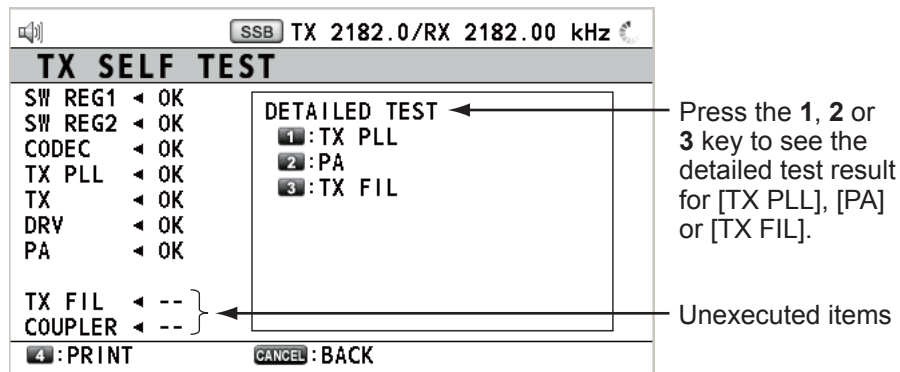 SSB TX 2182.0/RX 2182.00 kHz
TX SELF TEST
SW REG1 ◄ OK
SW REG2 ◄ OK
CODEC ◄ OK
TX PLL ◄ OK
TX ◄ OK
DRV ◄ OK
PA ◄ OK
TX FIL ◄ --
COUPLER ◄ --
DETAILED TEST
1:TX PLL
2:PA
3:TX FIL
4:PRINT
CANCEL:BACK
Press the 1, 2 or
3 key to see the
detailed test result
for [TX PLL], [PA]
or [TX FIL].
Unexecuted items